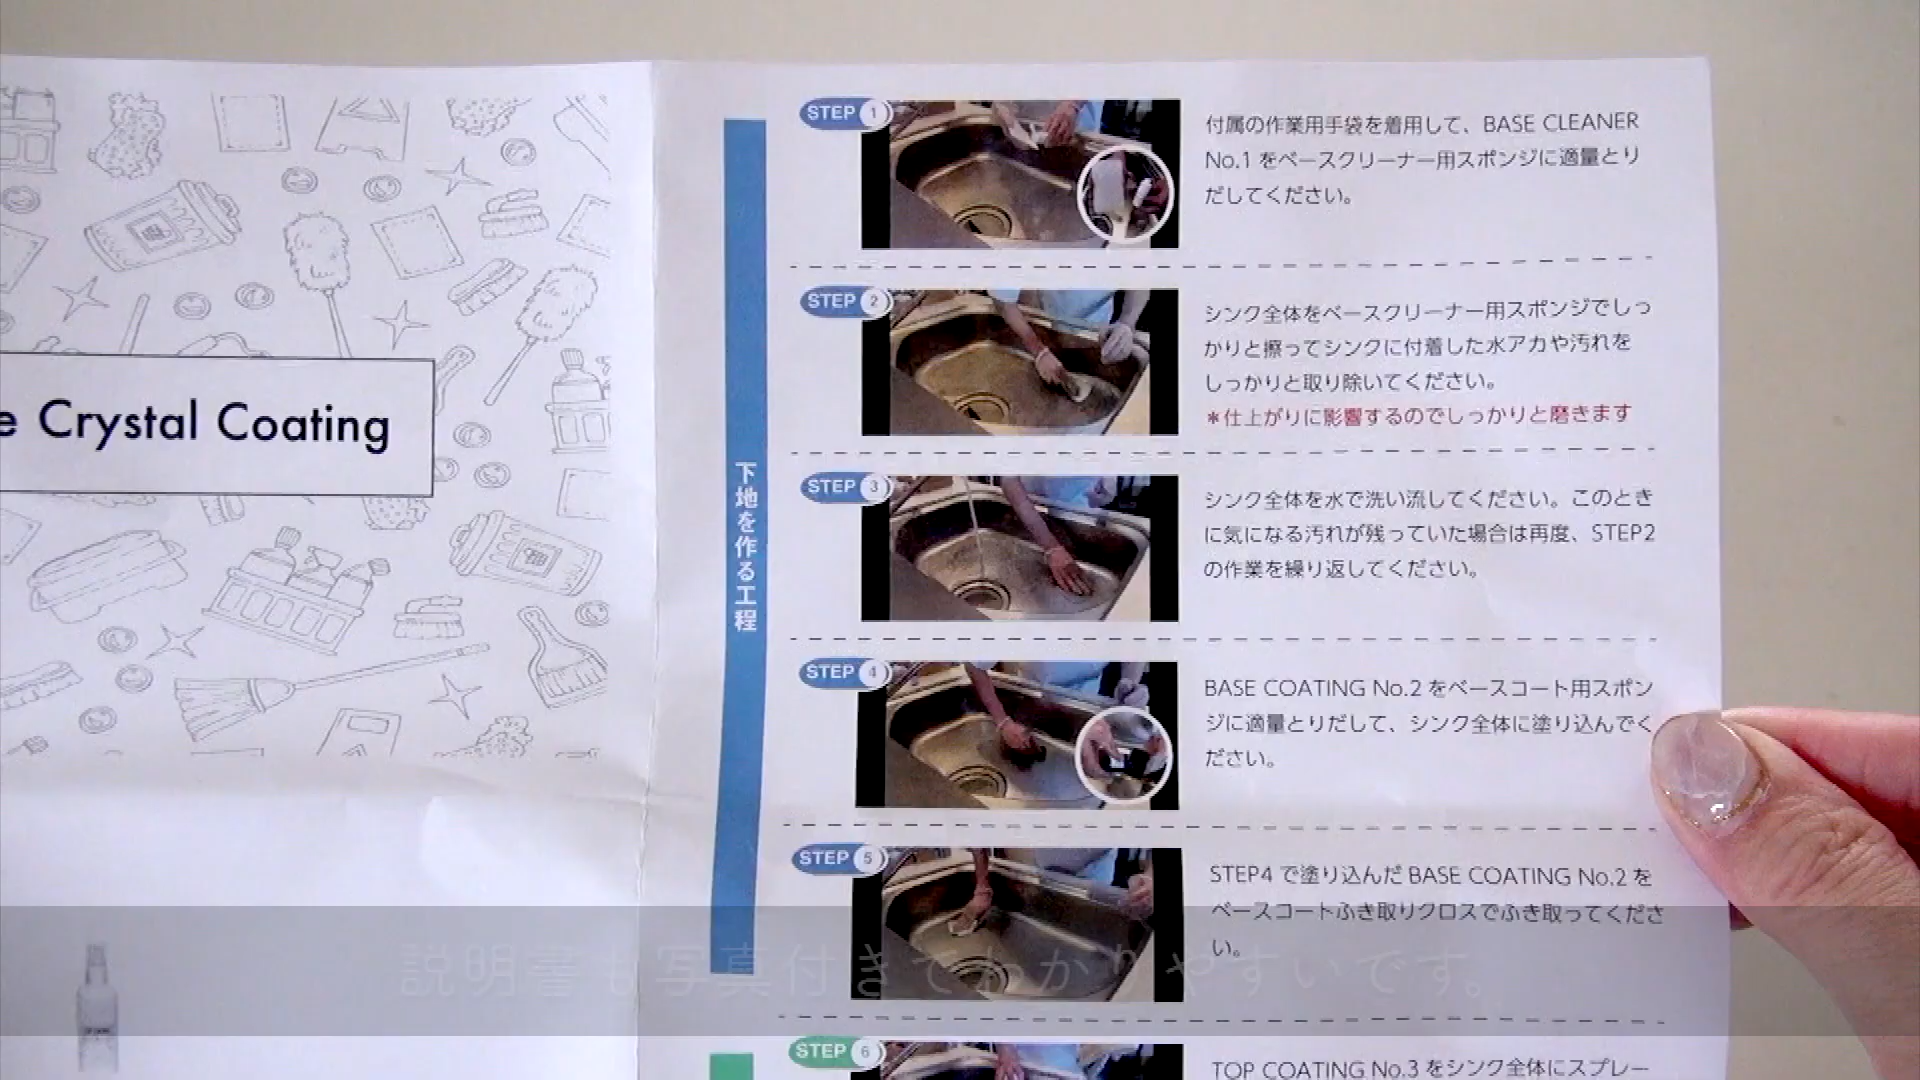 e Crystal Coating
下地を作る工程
STEP 1
付属の作業用手袋を着用して、BASE CLEANER
No.1 をベースクリーナー用スポンジに適量とり
だしてください。
STEP 2
シンク全体をベースクリーナー用スポンジでしっ
かりと擦ってシンクに付着した水アカや汚れを
しっかりと取り除いてください。
＊仕上がりに影響するのでしっかりと磨きます
STEP 3
シンク全体を水で洗い流してください。このとき
に気になる汚れが残っていた場合は再度、STEP2
の作業を繰り返してください。
STEP 4
BASE COATING No.2 をベースコート用スポン
ジに適量とりだして、シンク全体に塗り込んでく
ださい。
STEP 5
STEP4 で塗り込んだ BASE COATING No.2 を
ベースコートふき取りクロスでふき取ってくださ
い。
STEP 6
TOP COATING No.3 をシンク全体にスプレー
説明書も写真付きでわかりやすいです。